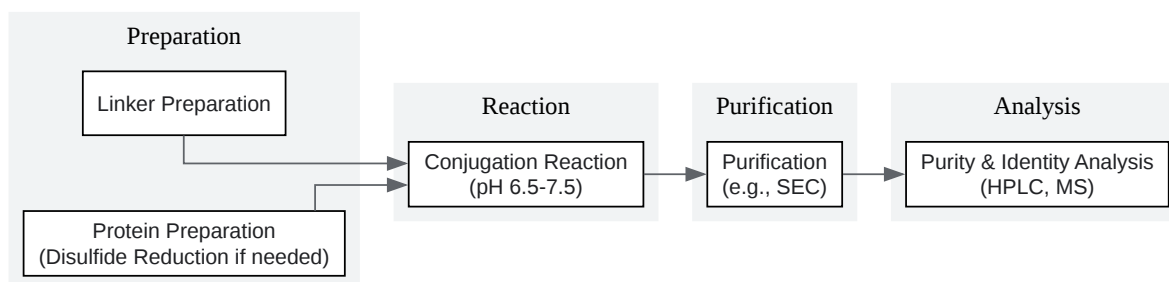 Preparation
Linker Preparation
Protein Preparation
(Disulfide Reduction if needed)
Reaction
Conjugation Reaction
(pH 6.5-7.5)
Purification
Purification
(e.g., SEC)
Analysis
Purity & Identity Analysis
(HPLC, MS)